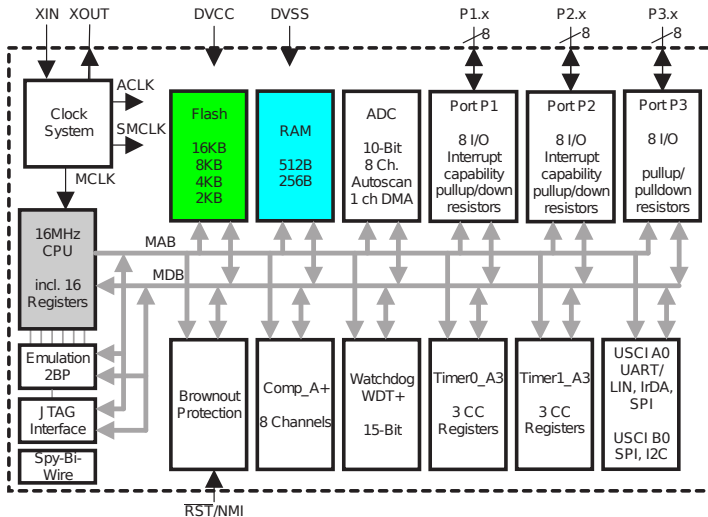 XIN XOUT DVCC DVSS P1.x P2.x P3.x
8 8 8
Clock
System
ACLK
SMCLK
MCLK
Flash
16KB
8KB
4KB
2KB
RAM
512B
256B
ADC
10-Bit
8 Ch.
Autoscan
1 ch DMA
Port P1
8 I/O
Interrupt
capability
pullup/down
resistors
Port P2
8 I/O
Interrupt
capability
pullup/down
resistors
Port P3
8 I/O
pullup/
pulldown
resistors
16MHz
CPU
incl. 16
Registers
MAB
MDB
Emulation
2BP
JTAG
Interface
Spy-Bi-
Wire
Brownout
Protection
Comp_A+
8 Channels
Watchdog
WDT+
15-Bit
Timer0_A3
3 CC
Registers
Timer1_A3
3 CC
Registers
USCI A0
UART/
LIN, IrDA,
SPI
USCI B0
SPI, I2C
RST/NMI